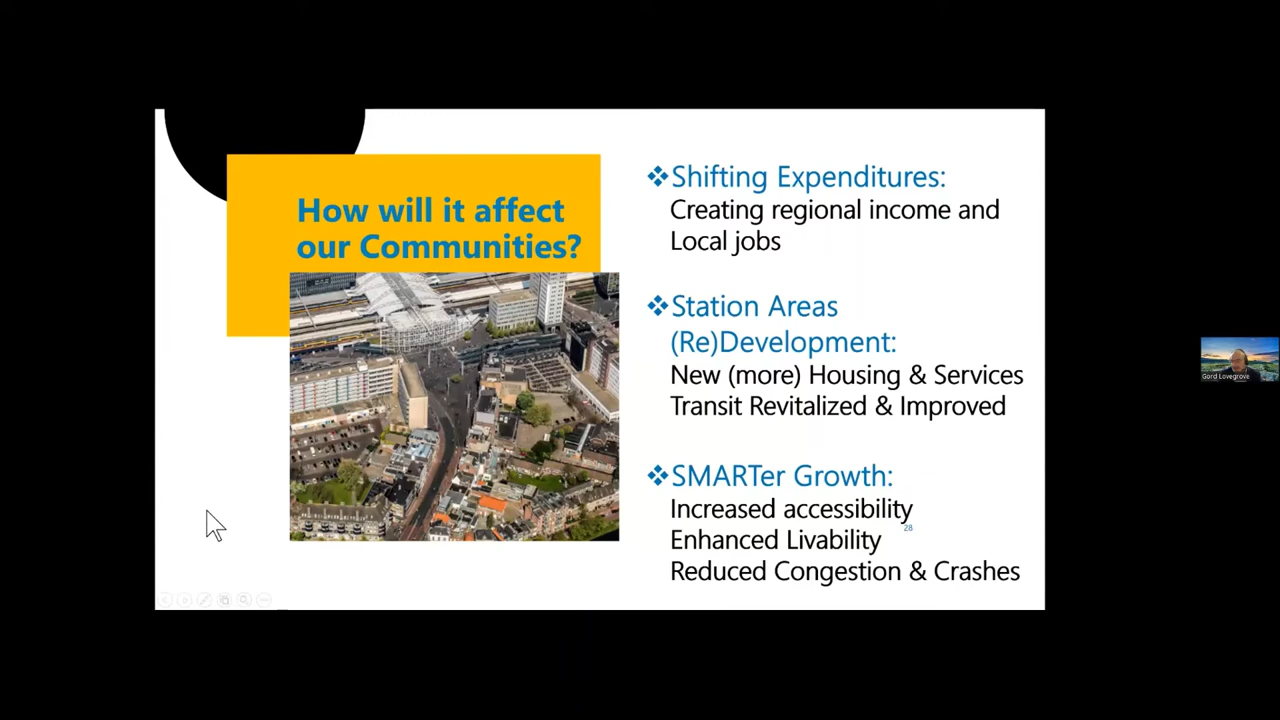 How will it affect
our Communities?
❖Shifting Expenditures:
Creating regional income and
Local jobs
❖Station Areas
(Re)Development:
New (more) Housing & Services
Transit Revitalized & Improved
❖SMARTer Growth:
Increased accessibility
28
Enhanced Livability
Reduced Congestion & Crashes
Gord Lovegrove